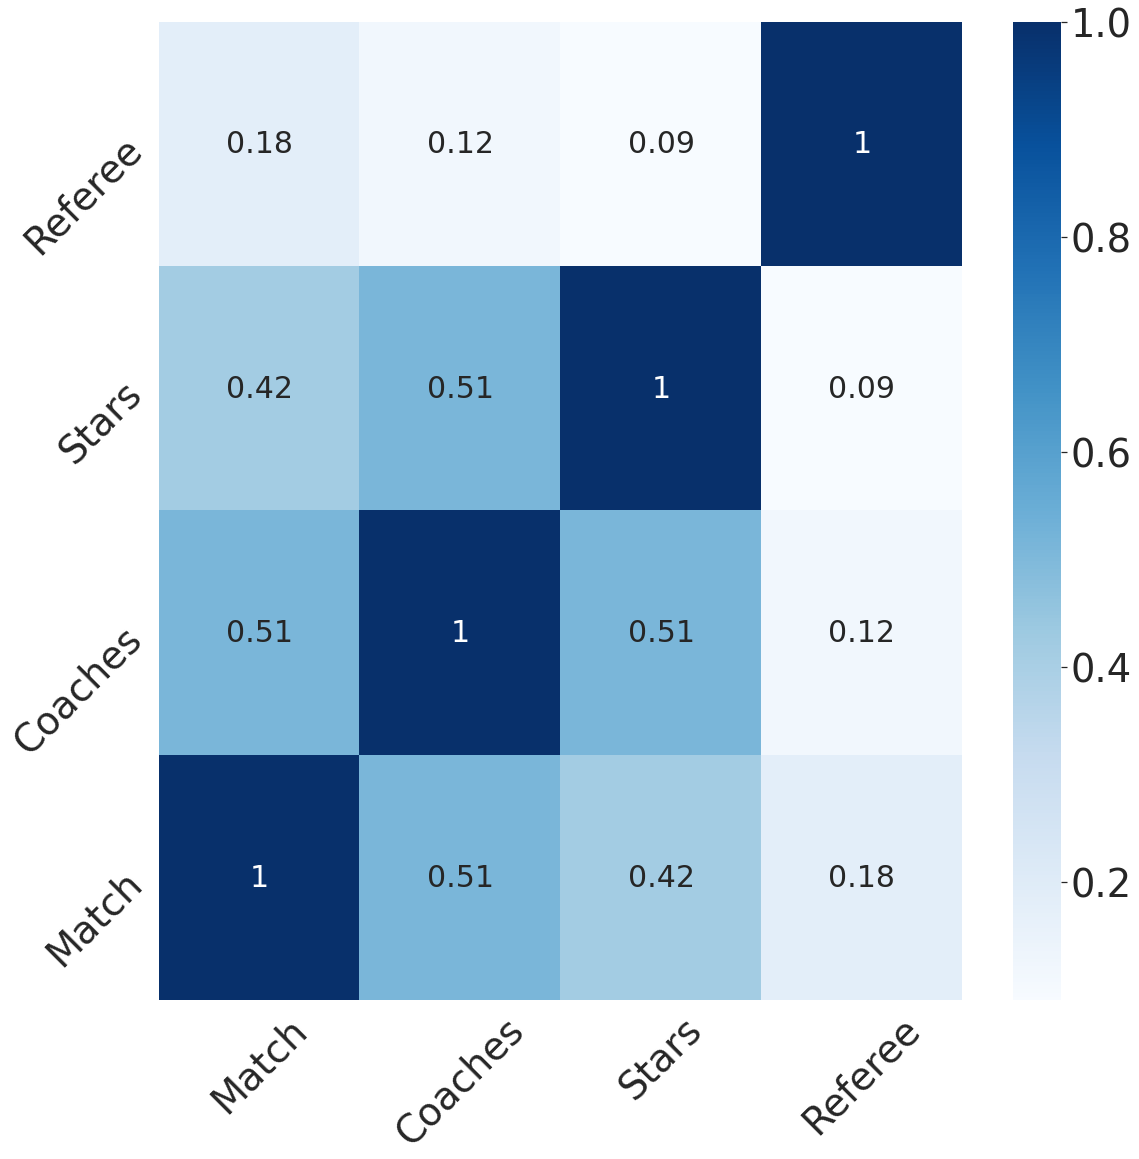 1.0
Referee 0.18 0.12 0.09 1
0.8
Stars 0.42 0.51 1 0.09
0.6
Coaches 0.51 1 0.51 0.12
0.4
Match 1 0.51 0.42 0.18
0.2
Match Coaches Stars Referee